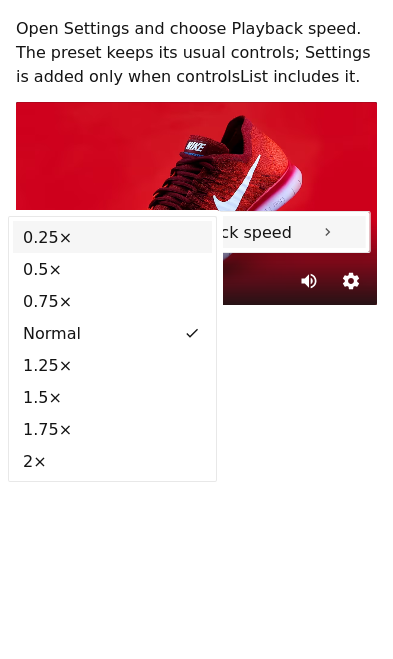 Open Settings and choose Playback speed.
The preset keeps its usual controls; Settings
is added only when controlsList includes it.
NIKE
ck speed
0.25×
0.5×
0.75×
Normal
1.25×
1.5×
1.75×
2×